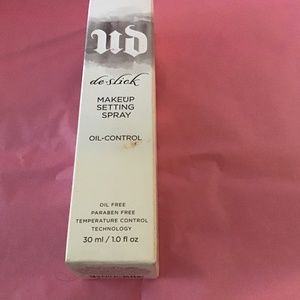 ud
de-slick
MAKEUP
SETTING
SPRAY
OIL-CONTROL
OIL FREE
PARABEN FREE
TEMPERATURE CONTROL
TECHNOLOGY
30 ml / 1.0 fl oz